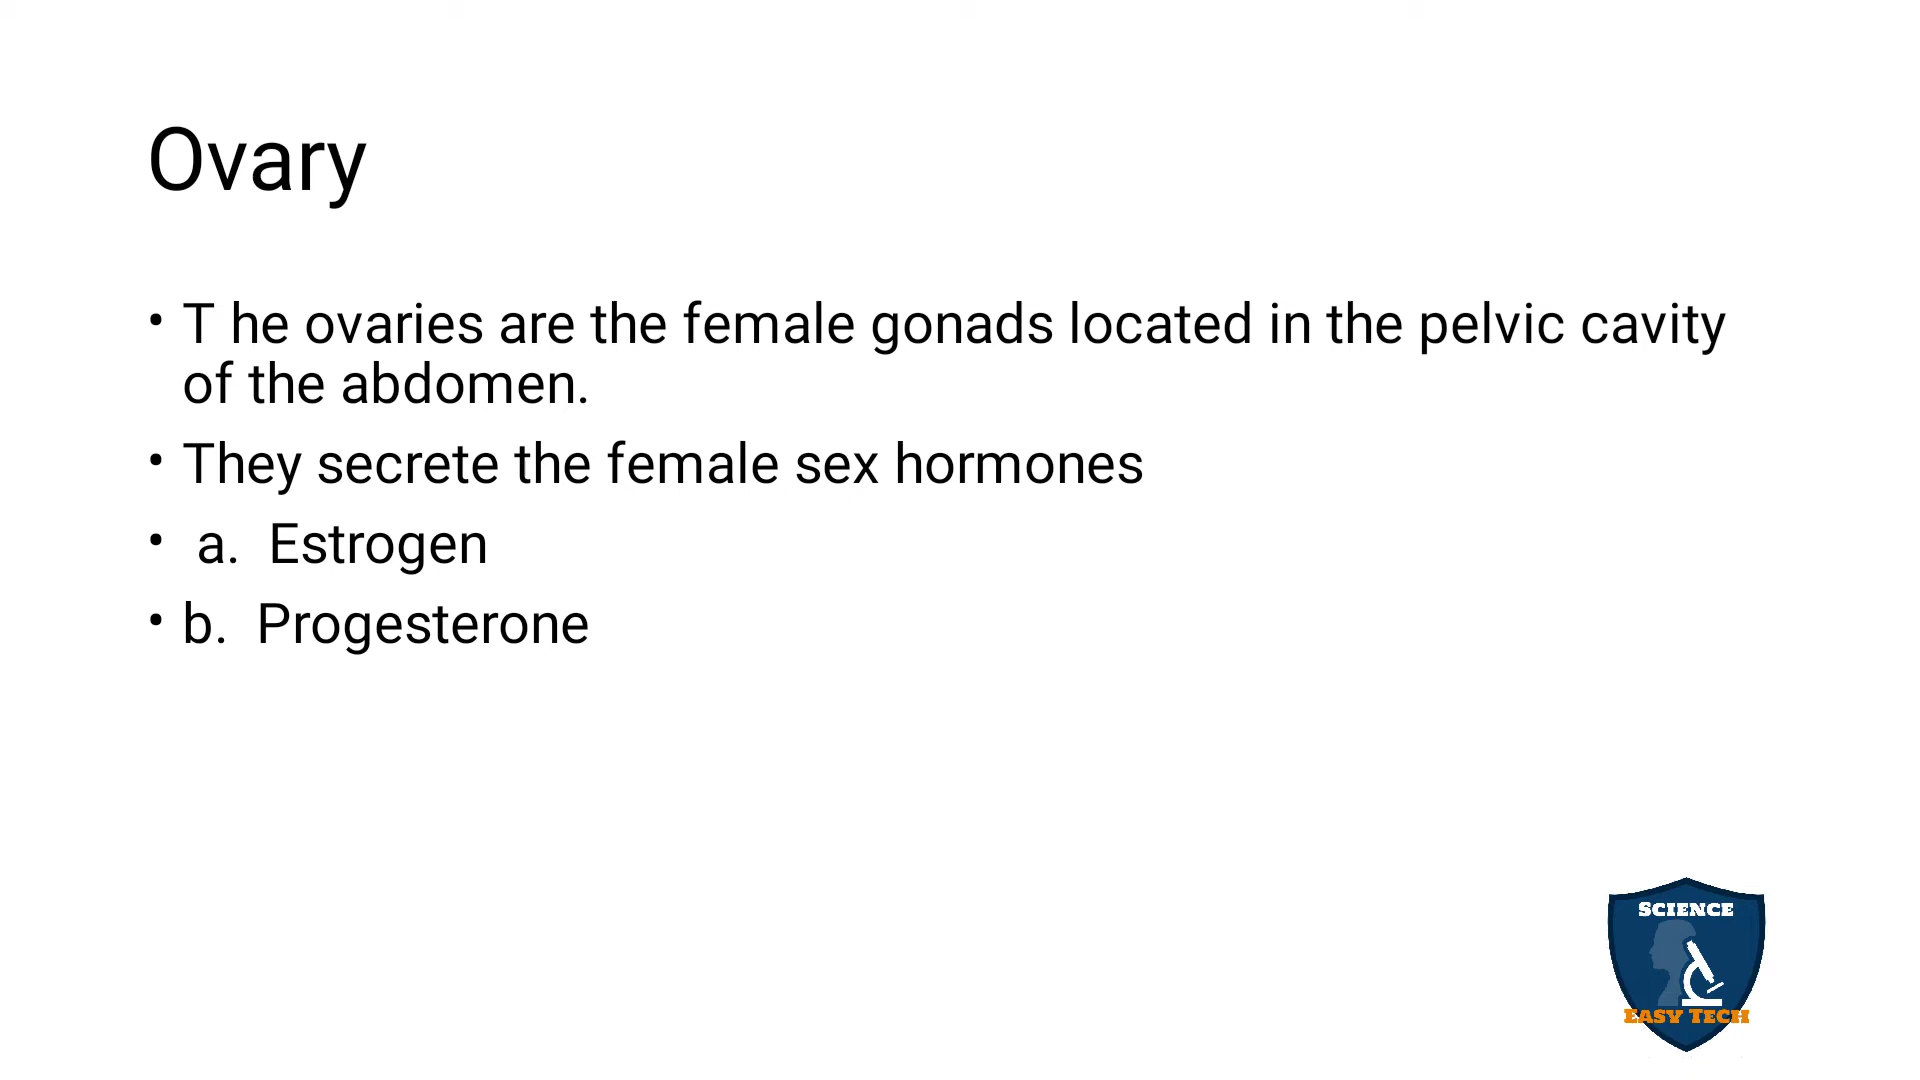 Ovary
• T he ovaries are the female gonads located in the pelvic cavity
of the abdomen.
• They secrete the female sex hormones
• a. Estrogen
• b. Progesterone
SCIENCE
EASY TECH